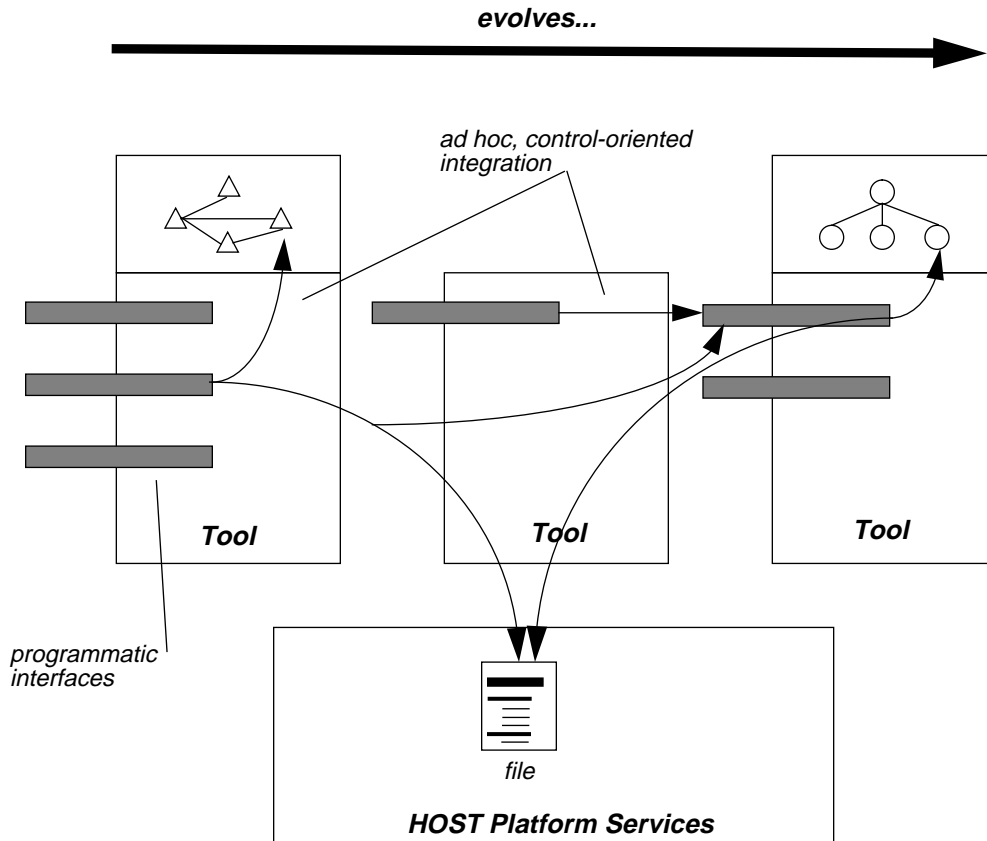 evolves...
ad hoc, control-oriented
integration
Tool
Tool
Tool
programmatic
interfaces
file
HOST Platform Services